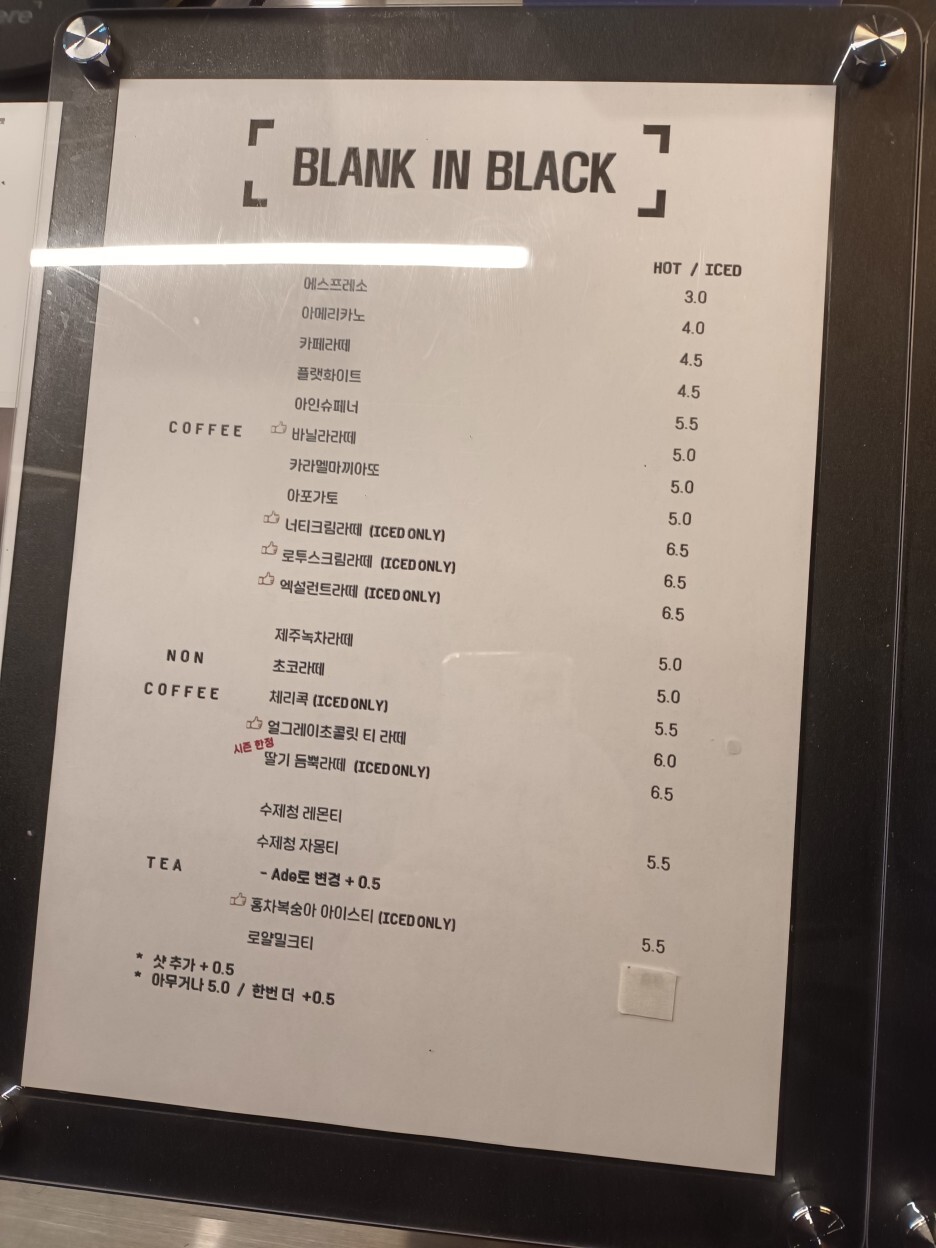 BLANK IN BLACK
HOT / ICED
에스프레소 3.0
아메리카노 4.0
카페라떼 4.5
플랫화이트 4.5
아인슈페너 5.5
COFFEE 바닐라라떼 5.0
카라멜마끼아또 5.0
아포가토 5.0
너티크림라떼 (ICED ONLY) 6.5
로투스크림라떼 (ICED ONLY) 6.5
엑설런트라떼 (ICED ONLY) 6.5
제주녹차라떼 5.0
NON 초코라떼 5.0
COFFEE 체리콕 (ICED ONLY) 5.5
얼그레이초콜릿 티 라떼 6.0
시즌 한정
딸기 듬뿍라떼 (ICED ONLY) 6.5
수제청 레몬티
수제청 자몽티 5.5
TEA - Ade로 변경 + 0.5
홍차복숭아 아이스티 (ICED ONLY) 5.5
로얄밀크티
* 샷 추가 + 0.5
* 아무거나 5.0 / 한번 더 +0.5